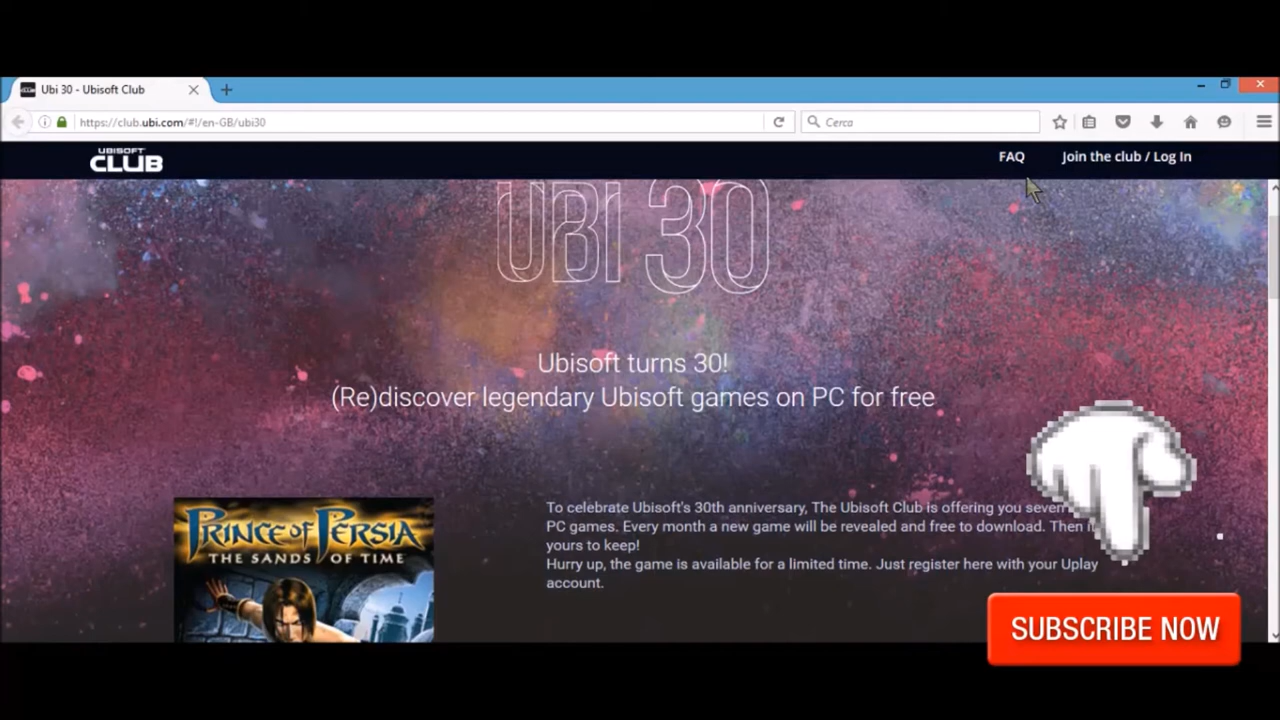 Ubi 30 - Ubisoft Club
https://club.ubi.com/#!/en-GB/ubi30
Cerca
UBISOFT
CLUB
FAQ
Join the club / Log In
UBI 30
Ubisoft turns 30!
(Re)discover legendary Ubisoft games on PC for free
PRINCE OF PERSIA
THE SANDS OF TIME
To celebrate Ubisoft's 30th anniversary, The Ubisoft Club is offering you seven
PC games. Every month a new game will be revealed and free to download. Then
yours to keep!
Hurry up, the game is available for a limited time. Just register here with your Uplay
account.
SUBSCRIBE NOW